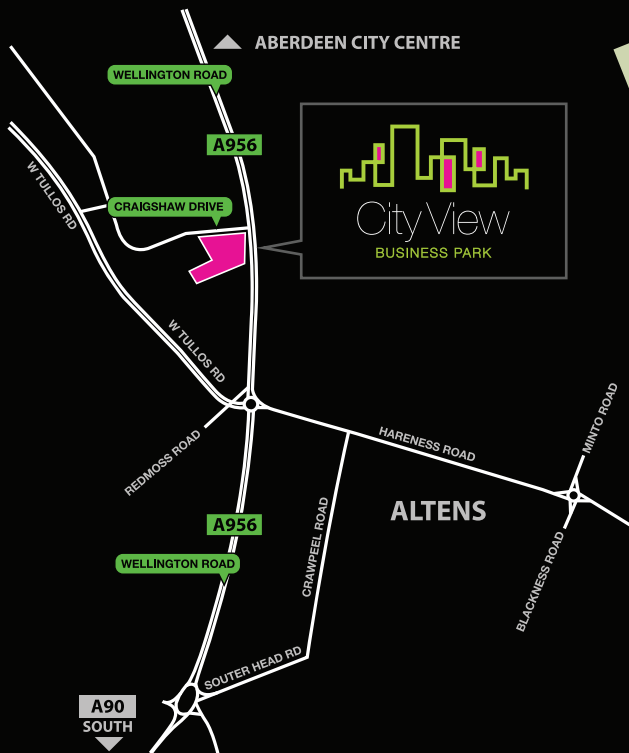 ABERDEEN CITY CENTRE
WELLINGTON ROAD
A956
W TULLOS RD
CRAIGSHAW DRIVE
City View
BUSINESS PARK
W TULLOS RD
REDMOSS ROAD
HARENESS ROAD
MINTO ROAD
ALTENS
A956
CRAWPEEL ROAD
BLACKNESS ROAD
WELLINGTON ROAD
SOUTER HEAD RD
A90
SOUTH